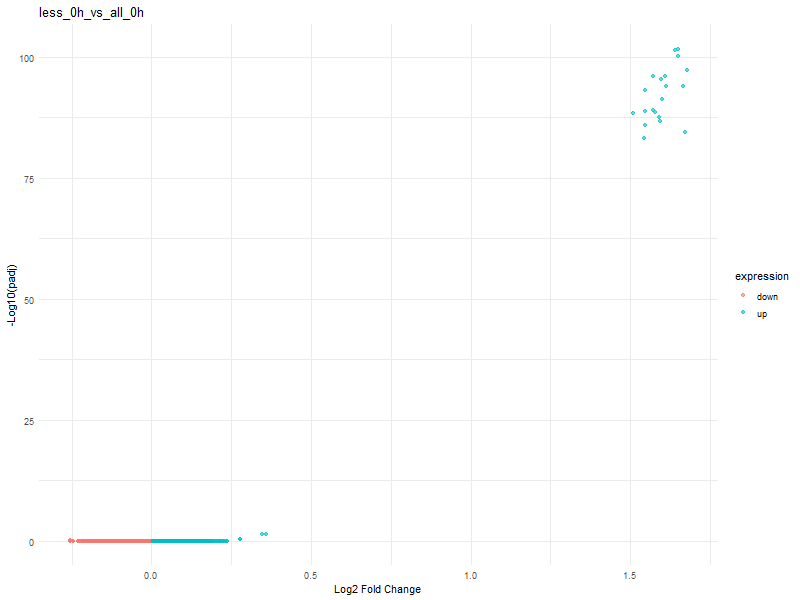 less_0h_vs_all_0h
100
75
50
25
0
-Log10(padj)
0.0 0.5 1.0 1.5
Log2 Fold Change
expression
down
up